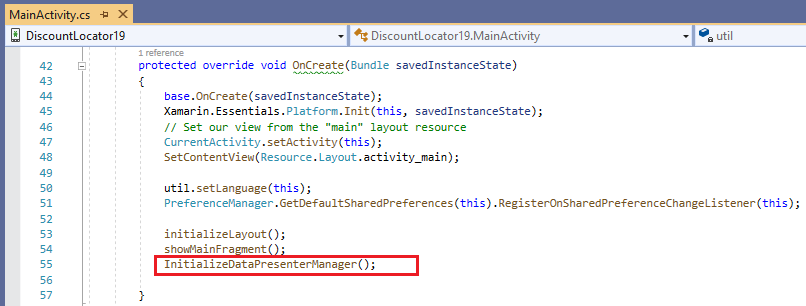 MainActivity.cs
DiscountLocator19
DiscountLocator19.MainActivity
util
1 reference
42 protected override void OnCreate(Bundle savedInstanceState)
43 {
44 base.OnCreate(savedInstanceState);
45 Xamarin.Essentials.Platform.Init(this, savedInstanceState);
46 // Set our view from the "main" layout resource
47 CurrentActivity.setActivity(this);
48 SetContentView(Resource.Layout.activity_main);
49
50 util.setLanguage(this);
51 PreferenceManager.GetDefaultSharedPreferences(this).RegisterOnSharedPreferenceChangeListener(this);
52
53 initializeLayout();
54 showMainFragment();
55 InitializeDataPresenterManager();
56
57 }